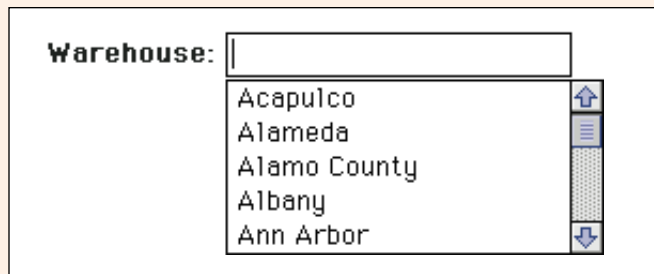 Warehouse:
Acapulco
Alameda
Alamo County
Albany
Ann Arbor